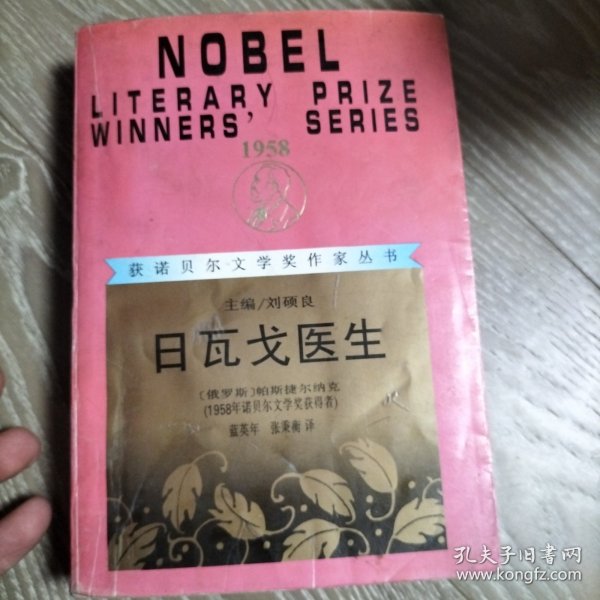 NOBEL
LITERARY PRIZE
WINNERS' SERIES
1958
获诺贝尔文学奖作家丛书
主编/刘硕良
日瓦戈医生
〔俄罗斯〕帕斯捷尔纳克
(1958年诺贝尔文学奖获得者)
蓝英年 张秉衡 译
孔夫子旧书网
www.kongfz.com